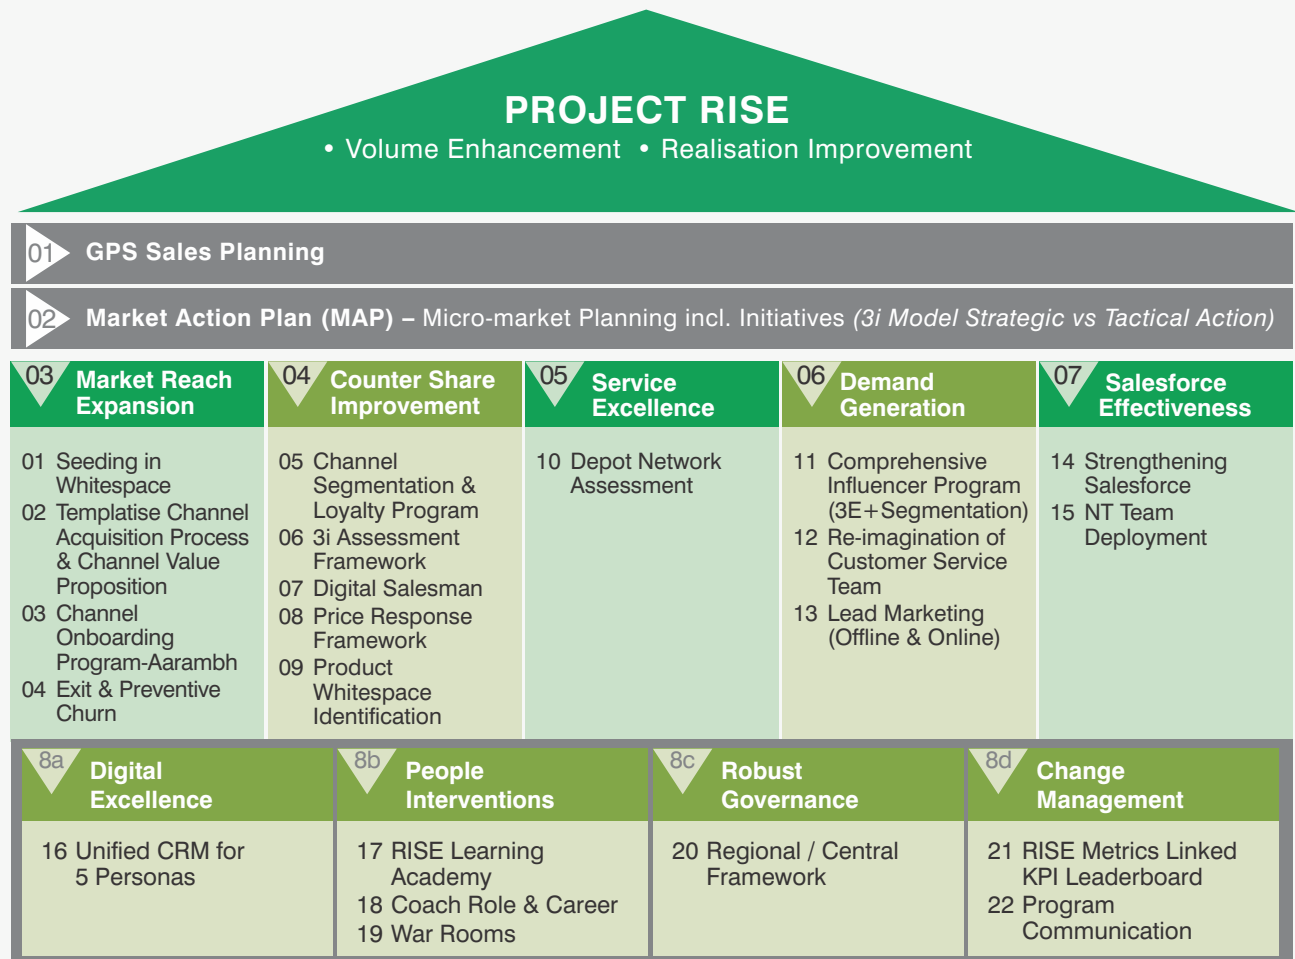 PROJECT RISE
• Volume Enhancement • Realisation Improvement
01 GPS Sales Planning
02 Market Action Plan (MAP) – Micro-market Planning incl. Initiatives (3i Model Strategic vs Tactical Action)
03 Market Reach
Expansion
01 Seeding in
Whitespace
02 Templatise Channel
Acquisition Process
& Channel Value
Proposition
03 Channel
Onboarding
Program-Aarambh
04 Exit & Preventive
Churn
04 Counter Share
Improvement
05 Channel
Segmentation &
Loyalty Program
06 3i Assessment
Framework
07 Digital Salesman
08 Price Response
Framework
09 Product
Whitespace
Identification
05 Service
Excellence
10 Depot Network
Assessment
06 Demand
Generation
11 Comprehensive
Influencer Program
(3E+Segmentation)
12 Re-imagination of
Customer Service
Team
13 Lead Marketing
(Offline & Online)
07 Salesforce
Effectiveness
14 Strengthening
Salesforce
15 NT Team
Deployment
8a Digital
Excellence
16 Unified CRM for
5 Personas
8b People
Interventions
17 RISE Learning
Academy
18 Coach Role & Career
19 War Rooms
8c Robust
Governance
20 Regional / Central
Framework
8d Change
Management
21 RISE Metrics Linked
KPI Leaderboard
22 Program
Communication